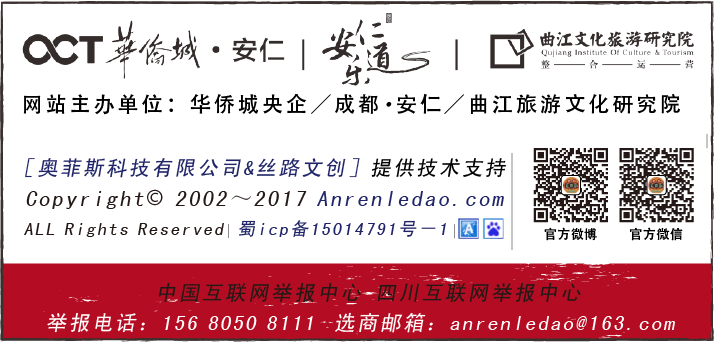 OCT 華僑城·安仁 | 安仁樂道 | 曲江文化旅游研究院
Qujiang Institute Of Culture & Tourism
整合运营
网站主办单位：华侨城央企／成都·安仁／曲江旅游文化研究院
[奥菲斯科技有限公司&丝路文创]提供技术支持
Copyright© 2002～2017 Anrenledao.com
ALL Rights Reserved| 蜀icp备15014791号－1|
官方微博 官方微信
中国互联网举报中心 四川互联网举报中心
举报电话：156 8050 8111 选商邮箱：anrenledao@163.com